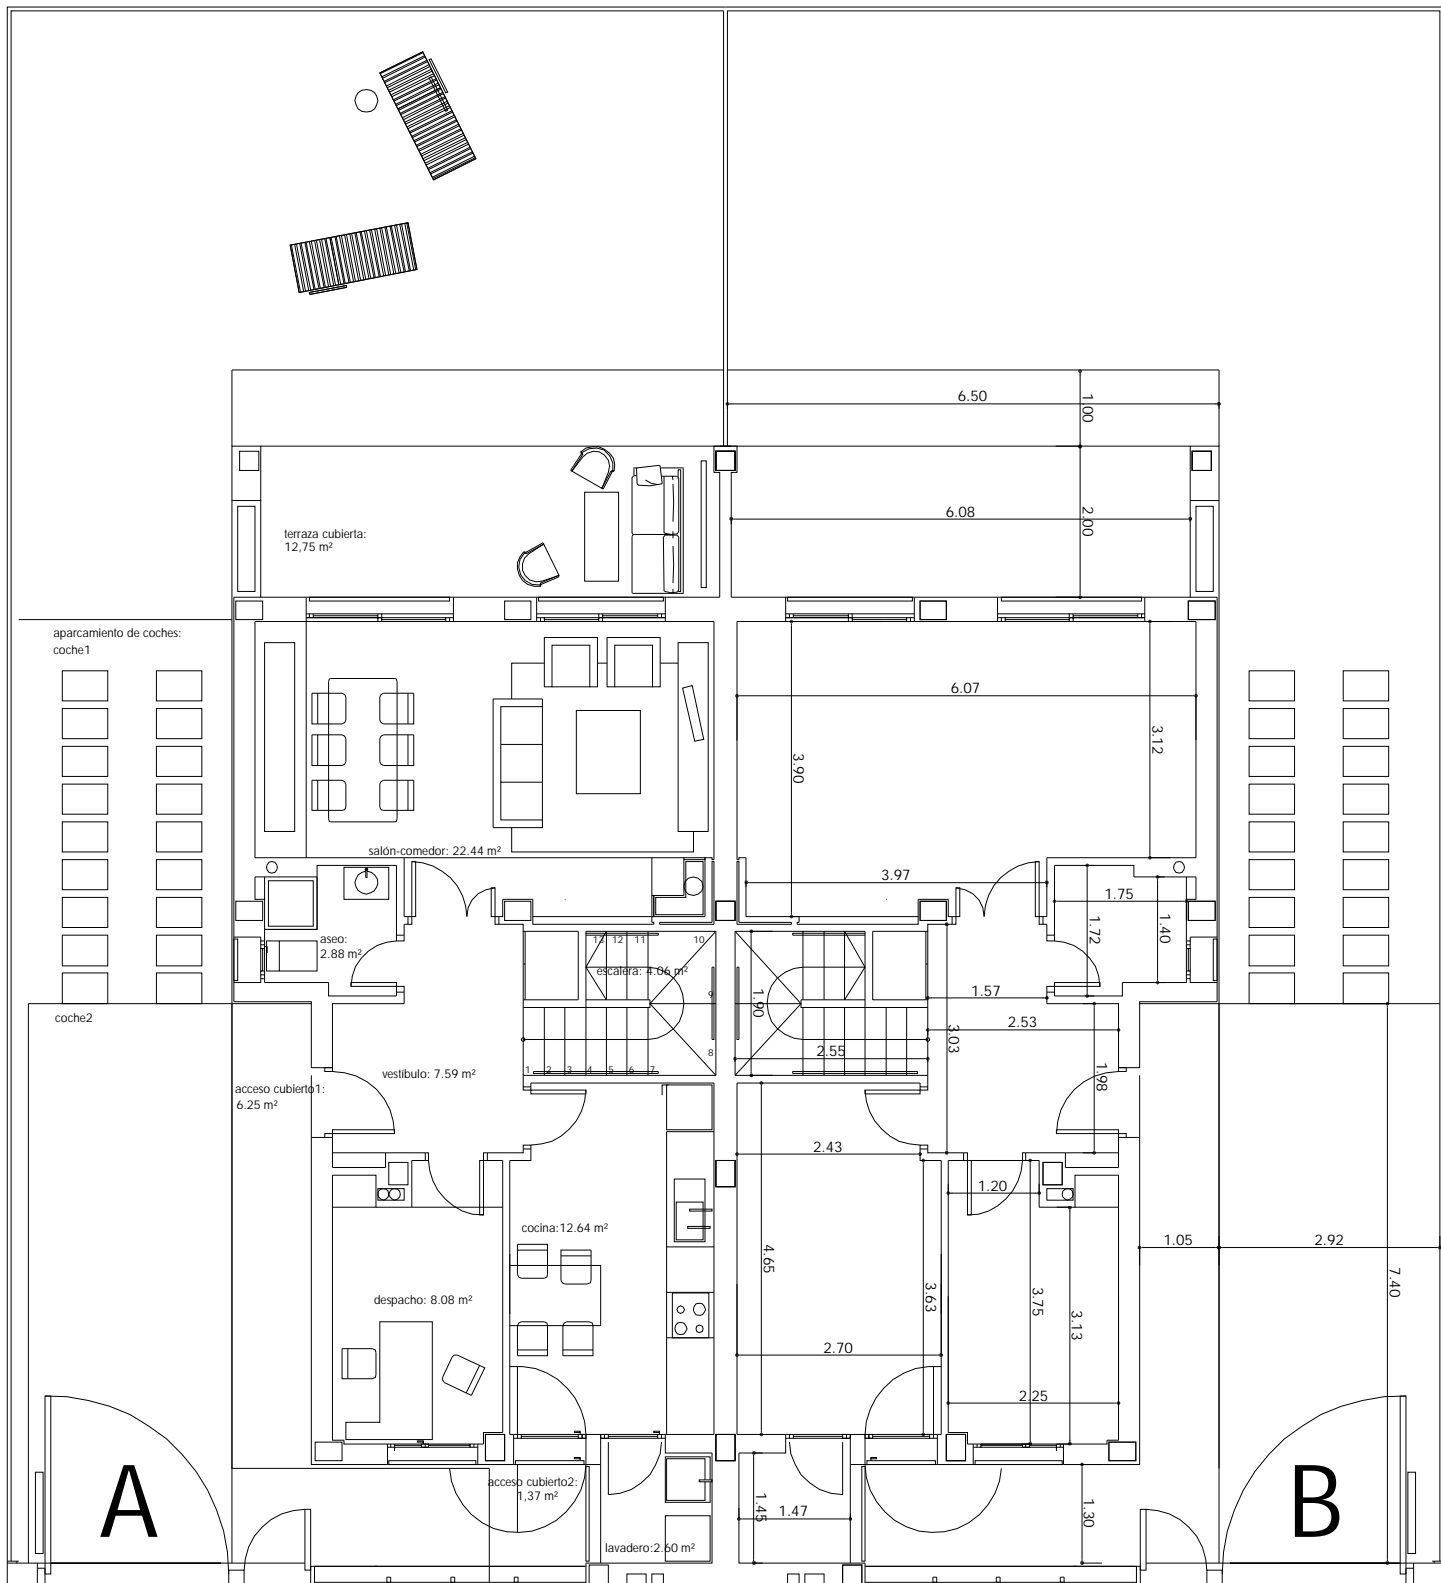 6.50
1.00
terraza cubierta:
12,75 m²
6.08
2.00
aparcamiento de coches:
coche1
6.07
3.12
3.90
salón-comedor: 22.44 m²
3.97
1.75
1.72
1.40
aseo:
2.88 m²
13 12 11 10
escalera: 4.06 m²
9
8
1 2 3 4 5 6 7
1.90
1.57
2.53
3.03
2.55
1.98
coche2
vestíbulo: 7.59 m²
acceso cubierto1:
6.25 m²
2.43
1.20
cocina:12.64 m²
4.65
3.63
3.75
3.13
1.05
2.92
7.40
despacho: 8.08 m²
2.70
2.25
A
acceso cubierto2:
1,37 m²
1.45
1.47
1.30
B
lavadero:2.60 m²